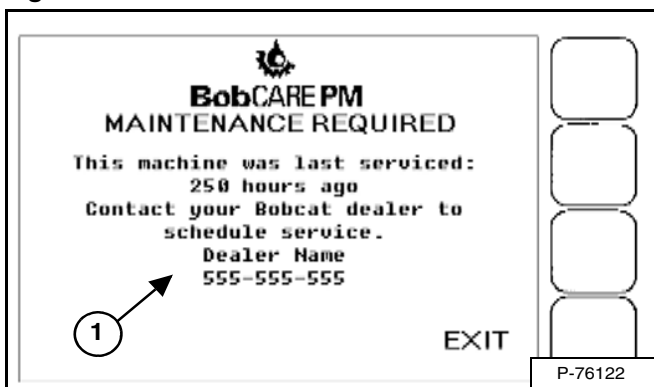 BobCARE PM
MAINTENANCE REQUIRED
This machine was last serviced:
250 hours ago
Contact your Bobcat dealer to
schedule service.
Dealer Name
555-555-555
1
EXIT
P-76122